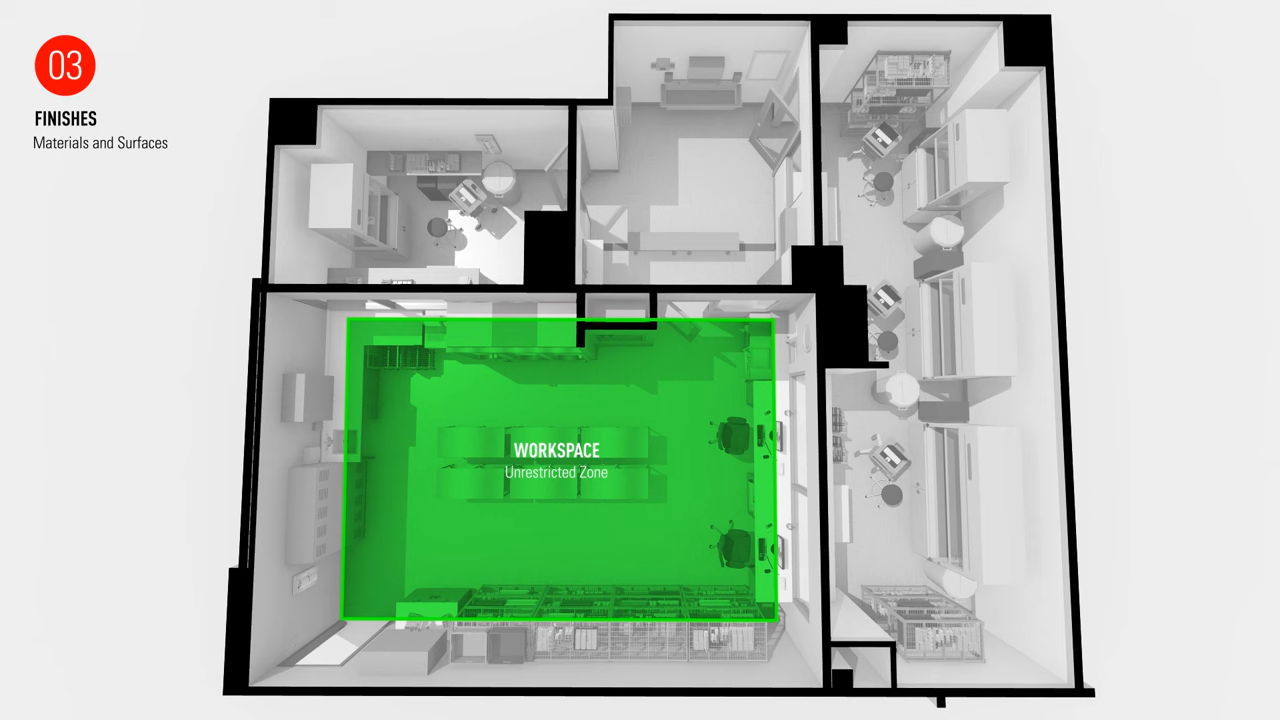 03
FINISHES
Materials and Surfaces
WORKSPACE
Unrestricted Zone